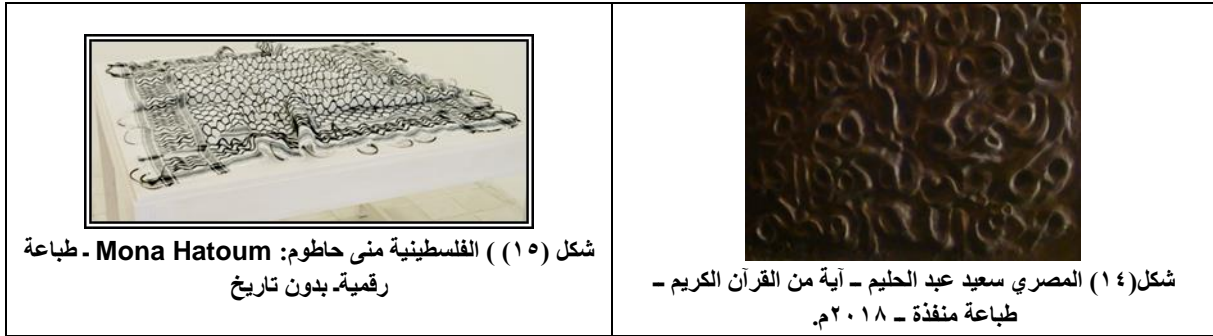 شكل(١٤) المصري سعيد عبد الحليم – آية من القرآن الكريم –
طباعة منفذة – ٢٠١٨م.
شكل (١٥) ) الفلسطينية منى حاطوم: Mona Hatoum - طباعة
رقمية- بدون تاريخ